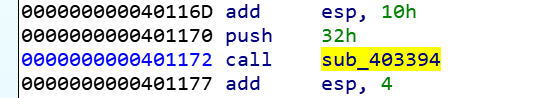 000000000040116D add     esp, 10h
0000000000401170 push    32h
0000000000401172 call    sub_403394
0000000000401177 add     esp, 4